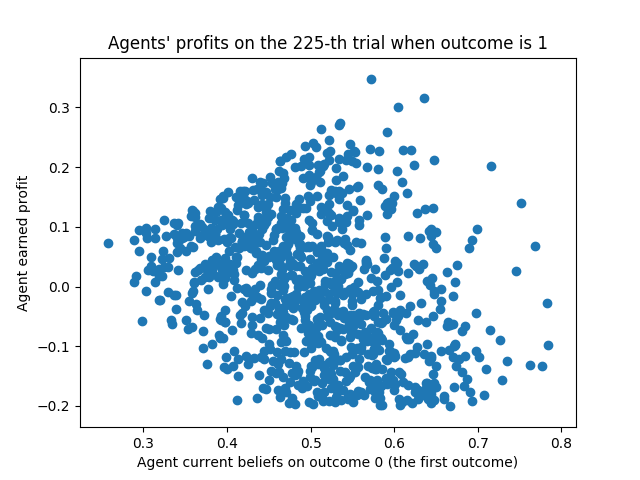 Agents' profits on the 225-th trial when outcome is 1
0.3
0.2
0.1
0.0
−0.1
−0.2
Agent earned profit
0.3 0.4 0.5 0.6 0.7 0.8
Agent current beliefs on outcome 0 (the first outcome)